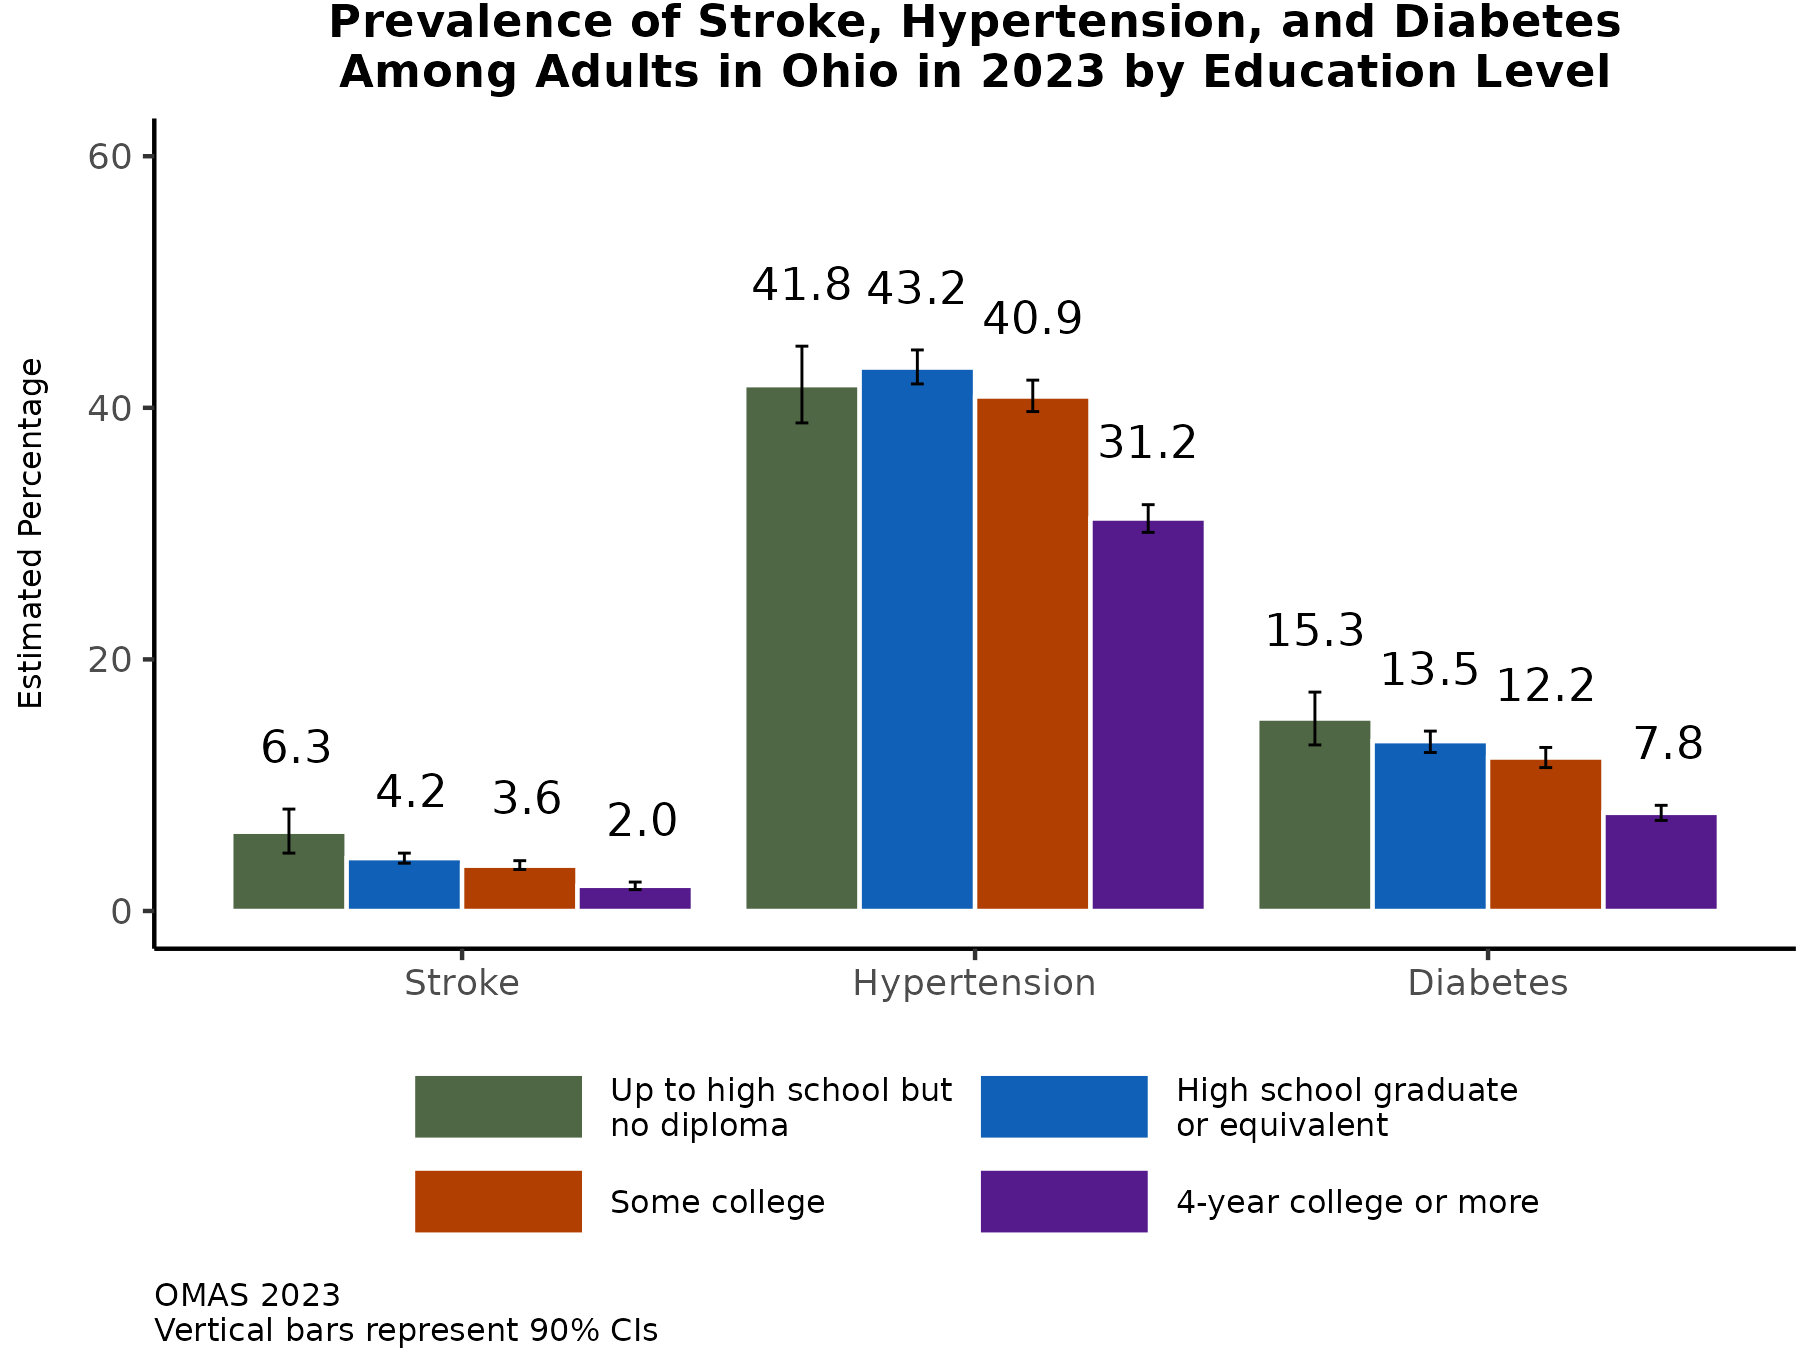 Prevalence of Stroke, Hypertension, and Diabetes
Among Adults in Ohio in 2023 by Education Level
Estimated Percentage
60
40
20
0
6.3
4.2
3.6
2.0
41.8
43.2
40.9
31.2
15.3
13.5
12.2
7.8
Stroke
Hypertension
Diabetes
Up to high school but
no diploma
High school graduate
or equivalent
Some college
4-year college or more
OMAS 2023
Vertical bars represent 90% CIs